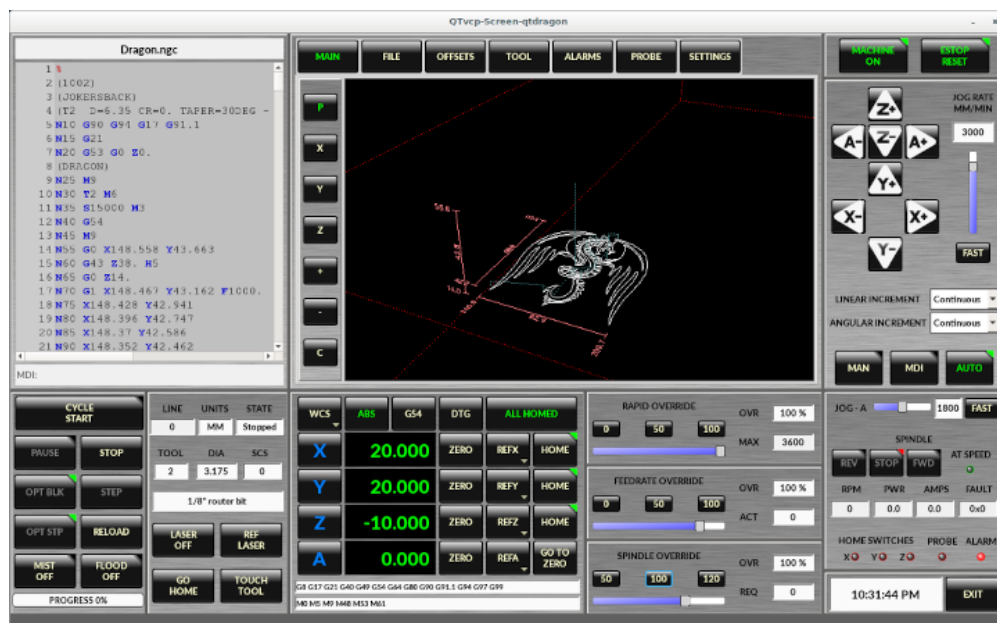 QTvcp-Screen-qtdragon
Dragon.ngc
1 %
2 (1002)
3 (JOKERSBACK)
4 (T2 D=6.35 CR=0. TAPER=30DEG -
5 N10 G90 G94 G17 G91.1
6 N15 G21
7 N20 G53 G0 Z0.
8 (DRAGON)
9 N25 M9
10 N30 T2 M6
11 N35 S15000 M3
12 N40 G54
13 N45 M9
14 N55 G0 X148.558 Y43.663
15 N60 G43 Z38. H5
16 N65 G0 Z14.
17 N70 G1 X148.467 Y43.162 F1000.
18 N75 X148.428 Y42.941
19 N80 X148.396 Y42.747
20 N85 X148.37 Y42.586
21 N90 X148.352 Y42.462
MDI:
MAIN FILE OFFSETS TOOL ALARMS PROBE SETTINGS
P
X
Y
Z
+
-
C
MACHINE ON ESTOP RESET
JOG RATE
MM/MIN
3000
Z+
A- Z- A+
Y+
X- X+
Y-
FAST
LINEAR INCREMENT Continuous
ANGULAR INCREMENT Continuous
MAN MDI AUTO
CYCLE START
PAUSE STOP
OPT BLK STEP
OPT STP RELOAD
MIST OFF FLOOD OFF
PROGRESS 0%
LINE UNITS STATE
0 MM Stopped
TOOL DIA SCS
2 3.175 0
1/8" router bit
LASER OFF REF LASER
GO HOME TOUCH TOOL
WCS ABS G54 DTG ALL HOMED
X 20.000 ZERO REFX HOME
Y 20.000 ZERO REFY HOME
Z -10.000 ZERO REFZ HOME
A 0.000 ZERO REFA GO TO ZERO
G8 G17 G21 G40 G49 G54 G64 G80 G90 G91.1 G94 G97 G99
M0 M5 M9 M48 M53 M61
RAPID OVERRIDE
0 50 100
OVR 100 %
MAX 3600
FEEDRATE OVERRIDE
0 50 100
OVR 100 %
ACT 0
SPINDLE OVERRIDE
50 100 120
OVR 100 %
REQ 0
JOG - A 1800 FAST
SPINDLE
REV STOP FWD AT SPEED
RPM PWR AMPS FAULT
0 0.0 0.0 0x0
HOME SWITCHES PROBE ALARM
X Y Z
10:31:44 PM EXIT